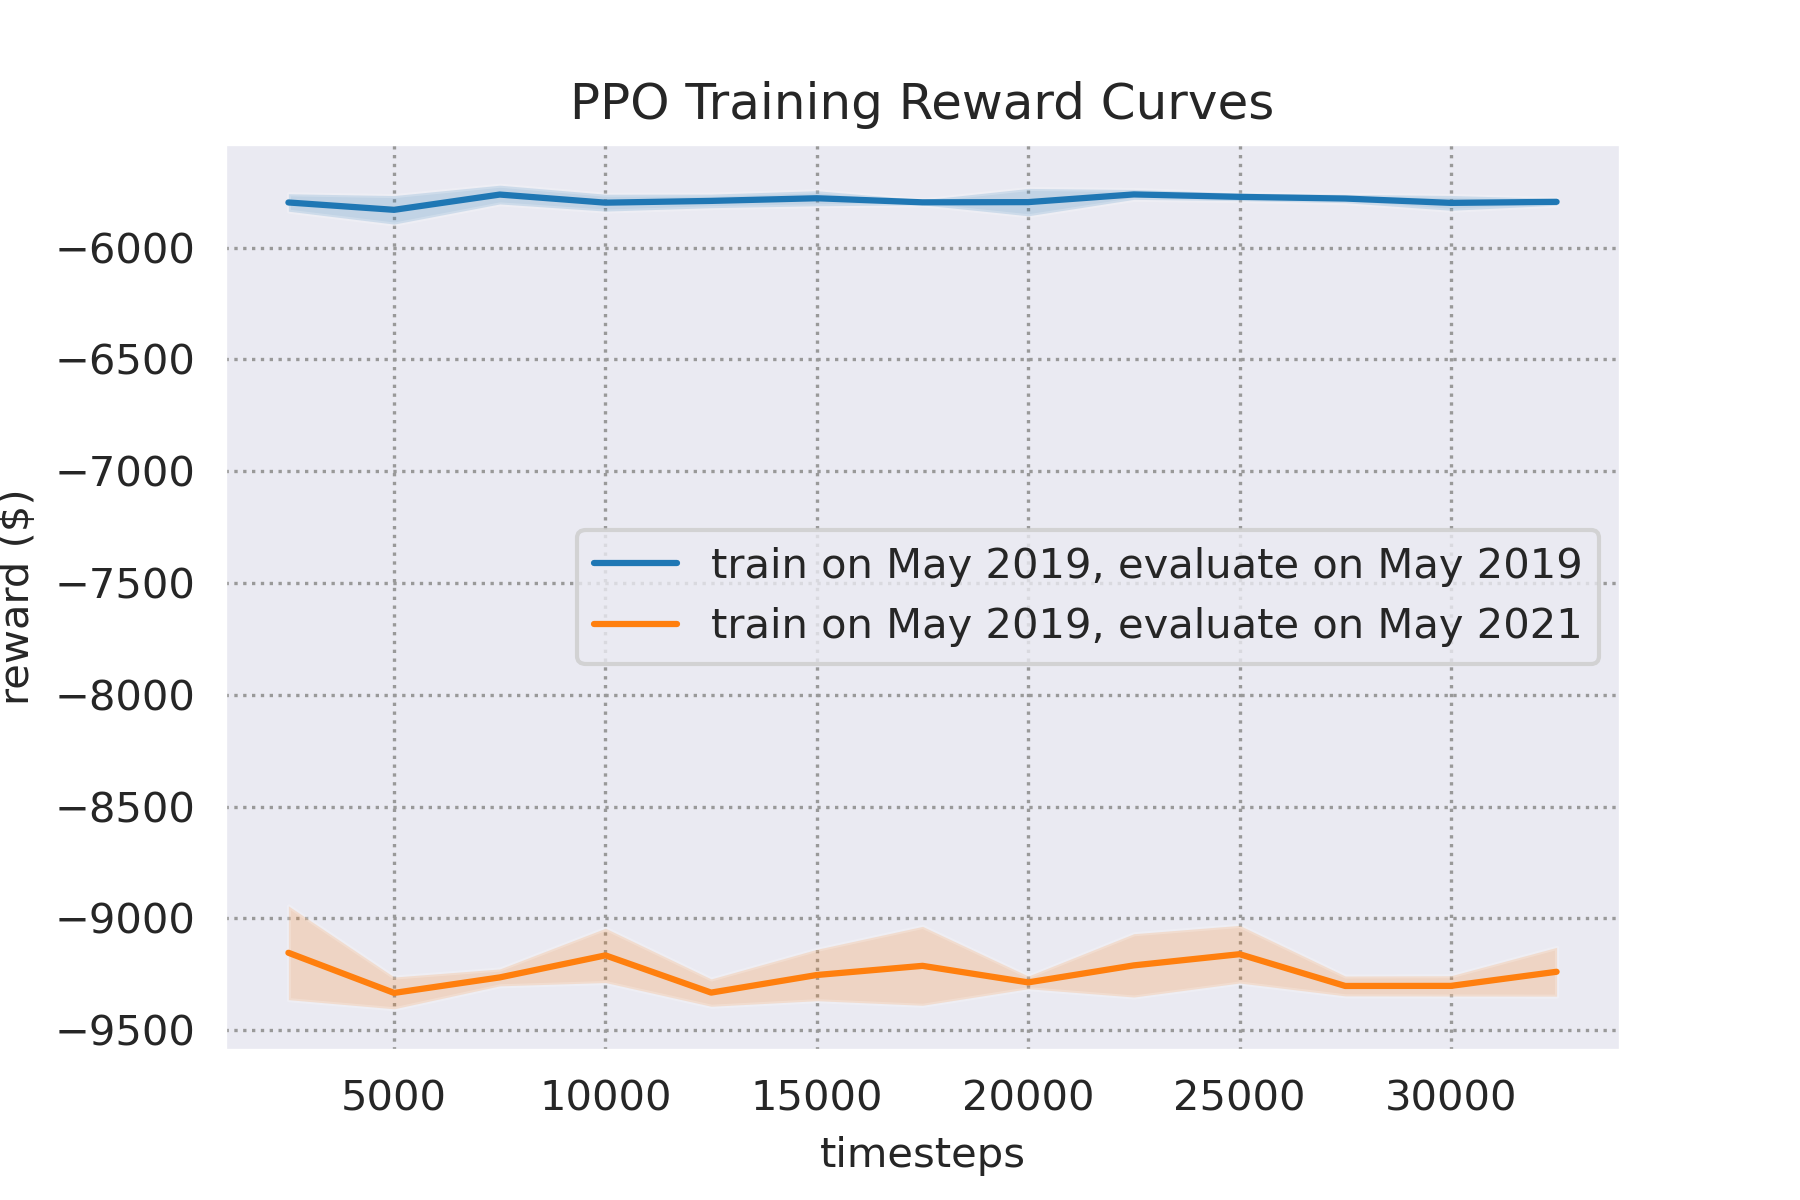 PPO Training Reward Curves
reward ($)
−6000
−6500
−7000
−7500
−8000
−8500
−9000
−9500
train on May 2019, evaluate on May 2019
train on May 2019, evaluate on May 2021
5000 10000 15000 20000 25000 30000
timesteps